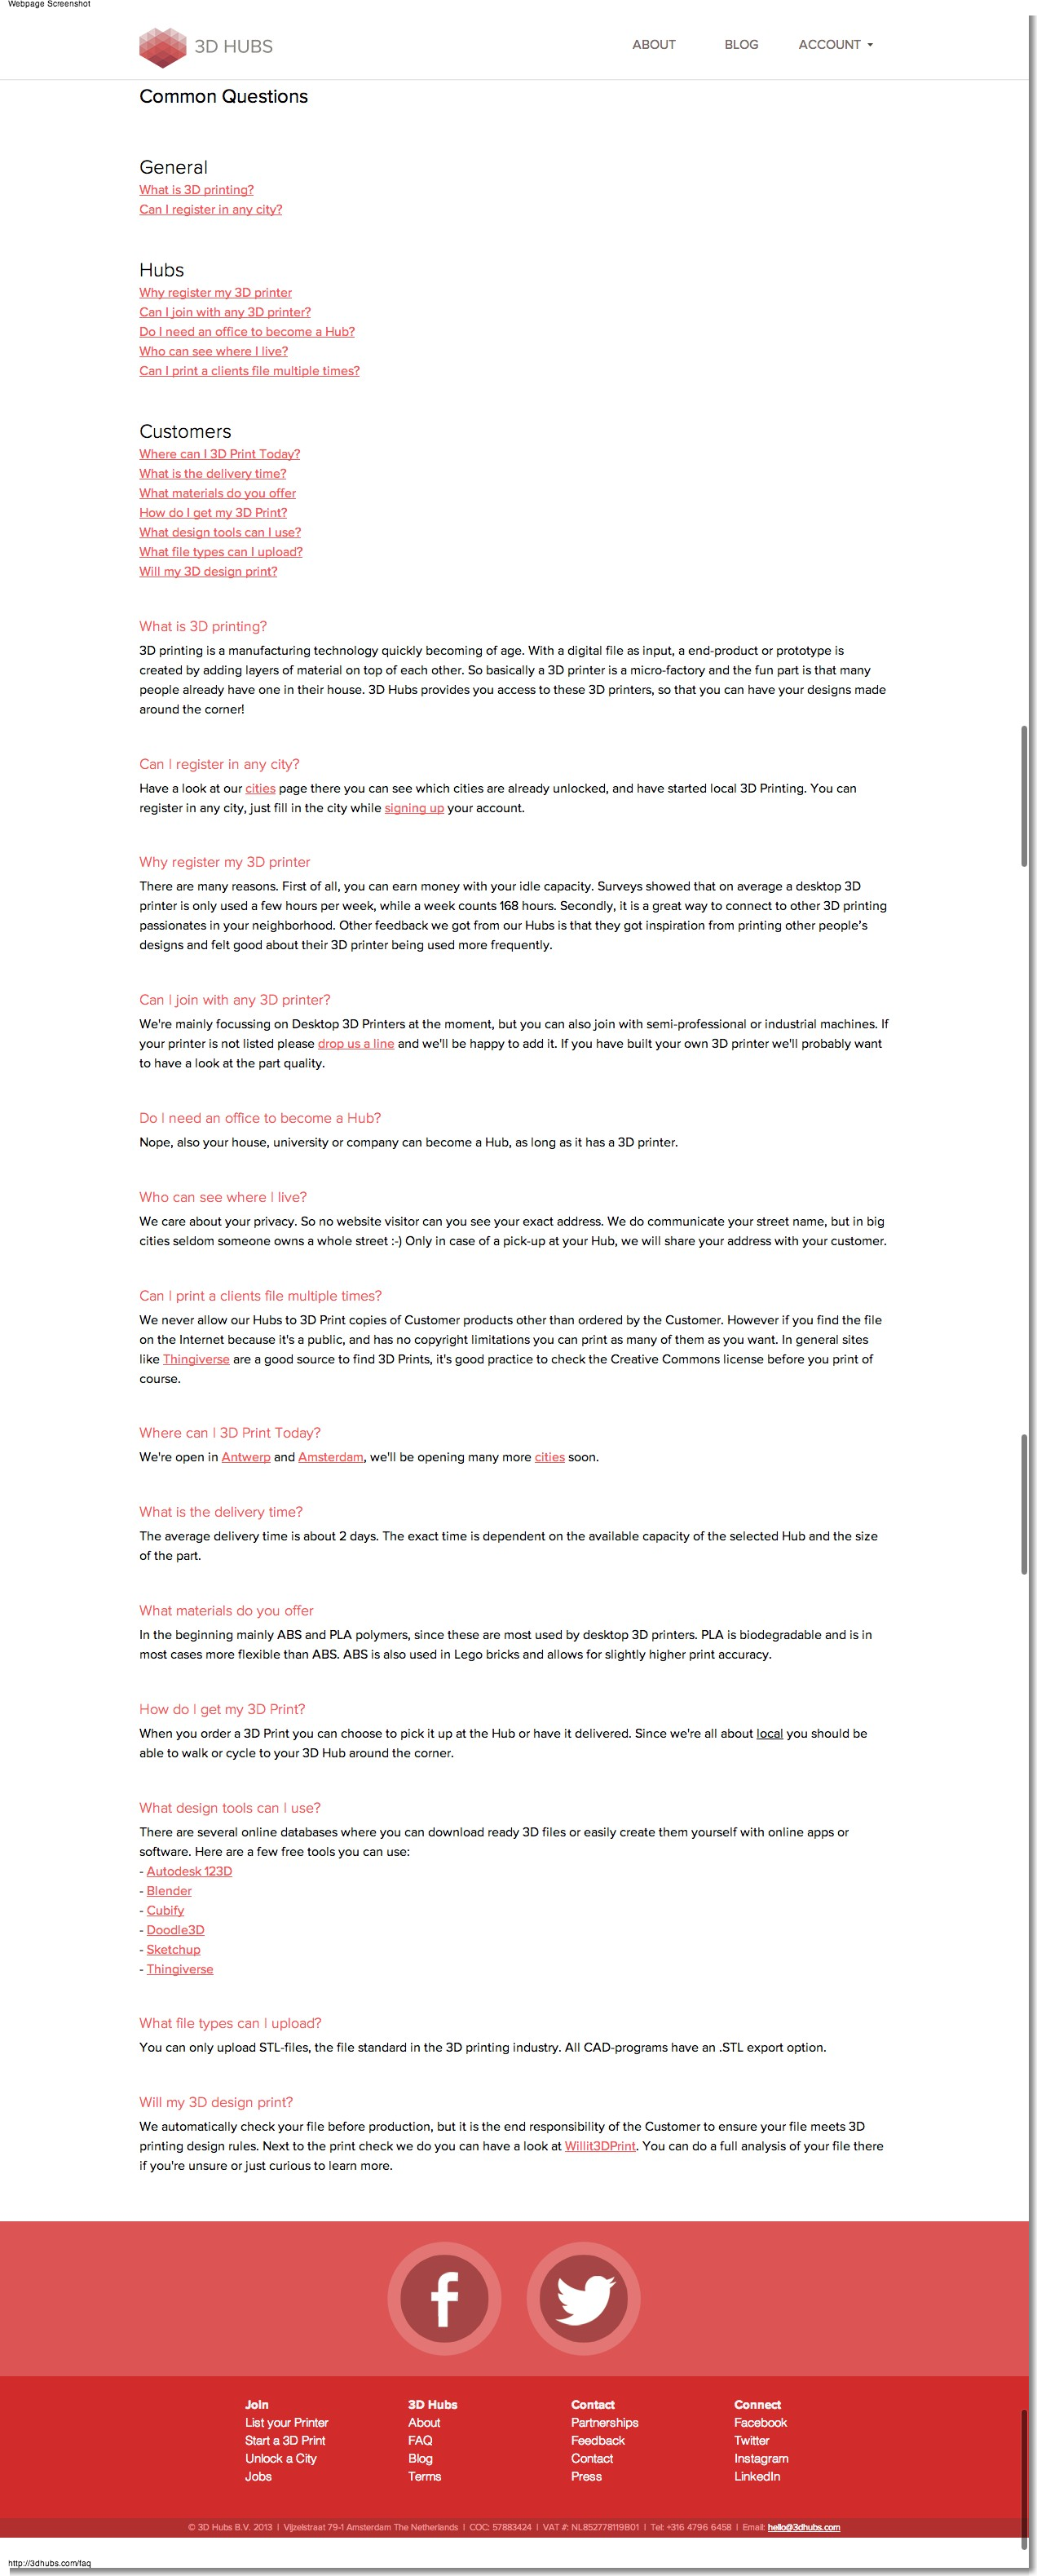 Webpage Screenshot
3D HUBS
ABOUT
BLOG
ACCOUNT
Common Questions
General
What is 3D printing?
Can I register in any city?
Hubs
Why register my 3D printer
Can I join with any 3D printer?
Do I need an office to become a Hub?
Who can see where I live?
Can I print a clients file multiple times?
Customers
Where can I 3D Print Today?
What is the delivery time?
What materials do you offer
How do I get my 3D Print?
What design tools can I use?
What file types can I upload?
Will my 3D design print?
What is 3D printing?
3D printing is a manufacturing technology quickly becoming of age. With a digital file as input, a end-product or prototype is
created by adding layers of material on top of each other. So basically a 3D printer is a micro-factory and the fun part is that many
people already have one in their house. 3D Hubs provides you access to these 3D printers, so that you can have your designs made
around the corner!
Can I register in any city?
Have a look at our cities page there you can see which cities are already unlocked, and have started local 3D Printing. You can
register in any city, just fill in the city while signing up your account.
Why register my 3D printer
There are many reasons. First of all, you can earn money with your idle capacity. Surveys showed that on average a desktop 3D
printer is only used a few hours per week, while a week counts 168 hours. Secondly, it is a great way to connect to other 3D printing
passionates in your neighborhood. Other feedback we got from our Hubs is that they got inspiration from printing other people's
designs and felt good about their 3D printer being used more frequently.
Can I join with any 3D printer?
We're mainly focussing on Desktop 3D Printers at the moment, but you can also join with semi-professional or industrial machines. If
your printer is not listed please drop us a line and we'll be happy to add it. If you have built your own 3D printer we'll probably want
to have a look at the part quality.
Do I need an office to become a Hub?
Nope, also your house, university or company can become a Hub, as long as it has a 3D printer.
Who can see where I live?
We care about your privacy. So no website visitor can you see your exact address. We do communicate your street name, but in big
cities seldom someone owns a whole street :-) Only in case of a pick-up at your Hub, we will share your address with your customer.
Can I print a clients file multiple times?
We never allow our Hubs to 3D Print copies of Customer products other than ordered by the Customer. However if you find the file
on the Internet because it's a public, and has no copyright limitations you can print as many of them as you want. In general sites
like Thingiverse are a good source to find 3D Prints, it's good practice to check the Creative Commons license before you print of
course.
Where can I 3D Print Today?
We're open in Antwerp and Amsterdam, we'll be opening many more cities soon.
What is the delivery time?
The average delivery time is about 2 days. The exact time is dependent on the available capacity of the selected Hub and the size
of the part.
What materials do you offer
In the beginning mainly ABS and PLA polymers, since these are most used by desktop 3D printers. PLA is biodegradable and is in
most cases more flexible than ABS. ABS is also used in Lego bricks and allows for slightly higher print accuracy.
How do I get my 3D Print?
When you order a 3D Print you can choose to pick it up at the Hub or have it delivered. Since we're all about local you should be
able to walk or cycle to your 3D Hub around the corner.
What design tools can I use?
There are several online databases where you can download ready 3D files or easily create them yourself with online apps or
software. Here are a few free tools you can use:
- Autodesk 123D
- Blender
- Cubify
- Doodle3D
- Sketchup
- Thingiverse
What file types can I upload?
You can only upload STL-files, the file standard in the 3D printing industry. All CAD-programs have an .STL export option.
Will my 3D design print?
We automatically check your file before production, but it is the end responsibility of the Customer to ensure your file meets 3D
printing design rules. Next to the print check we do you can have a look at Willit3DPrint. You can do a full analysis of your file there
if you're unsure or just curious to learn more.
Join
List your Printer
Start a 3D Print
Unlock a City
Jobs
3D Hubs
About
FAQ
Blog
Terms
Contact
Partnerships
Feedback
Contact
Press
Connect
Facebook
Twitter
Instagram
LinkedIn
© 3D Hubs B.V. 2013 | Vijzelstraat 79-1 Amsterdam The Netherlands | COC: 57883424 | VAT #: NL852778119B01 | Tel: +316 4796 6458 | Email: hello@3dhubs.com
http://3dhubs.com/faq